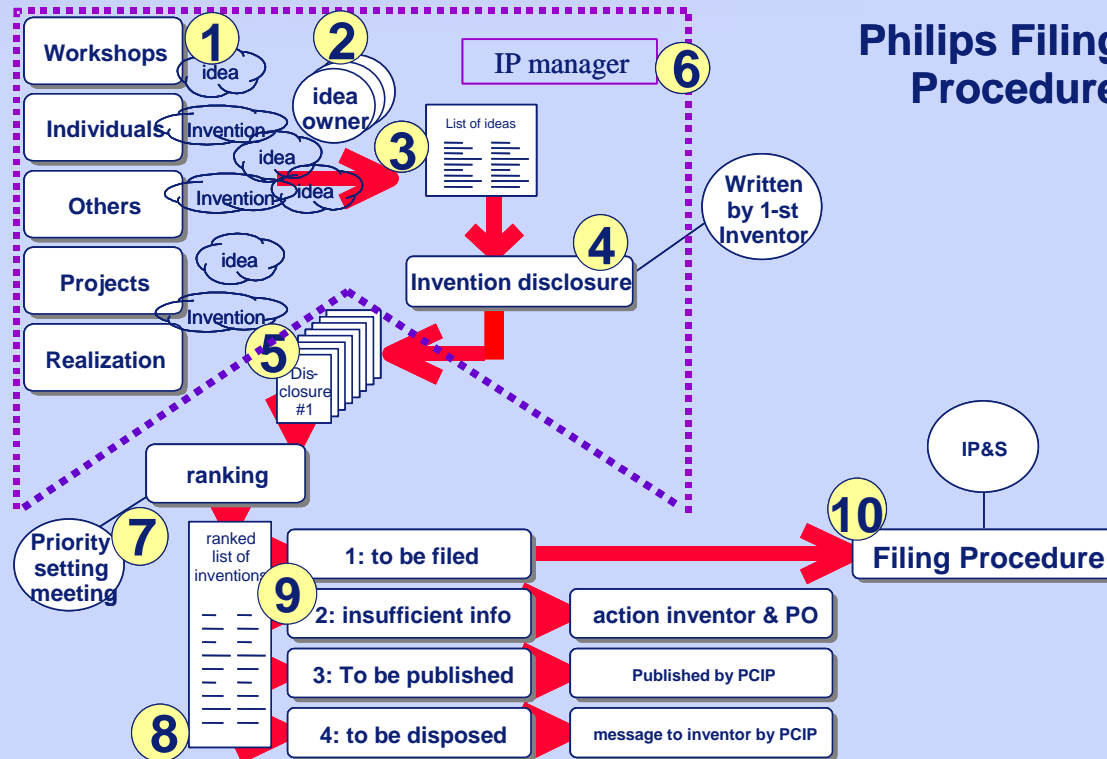 Philips Filing
Procedure
Workshops
Individuals
Others
Projects
Realization
1
idea
Invention
idea
Invention
idea
idea
Invention
2
idea
owner
IP manager
6
3
List of ideas
4
Invention disclosure
Written
by 1-st
Inventor
5
Dis-
closure
#1
ranking
7
Priority
setting
meeting
ranked
list of
inventions
8
9
1: to be filed
2: insufficient info
action inventor & PO
3: To be published
Published by PCIP
4: to be disposed
message to inventor by PCIP
10
IP&S
Filing Procedure